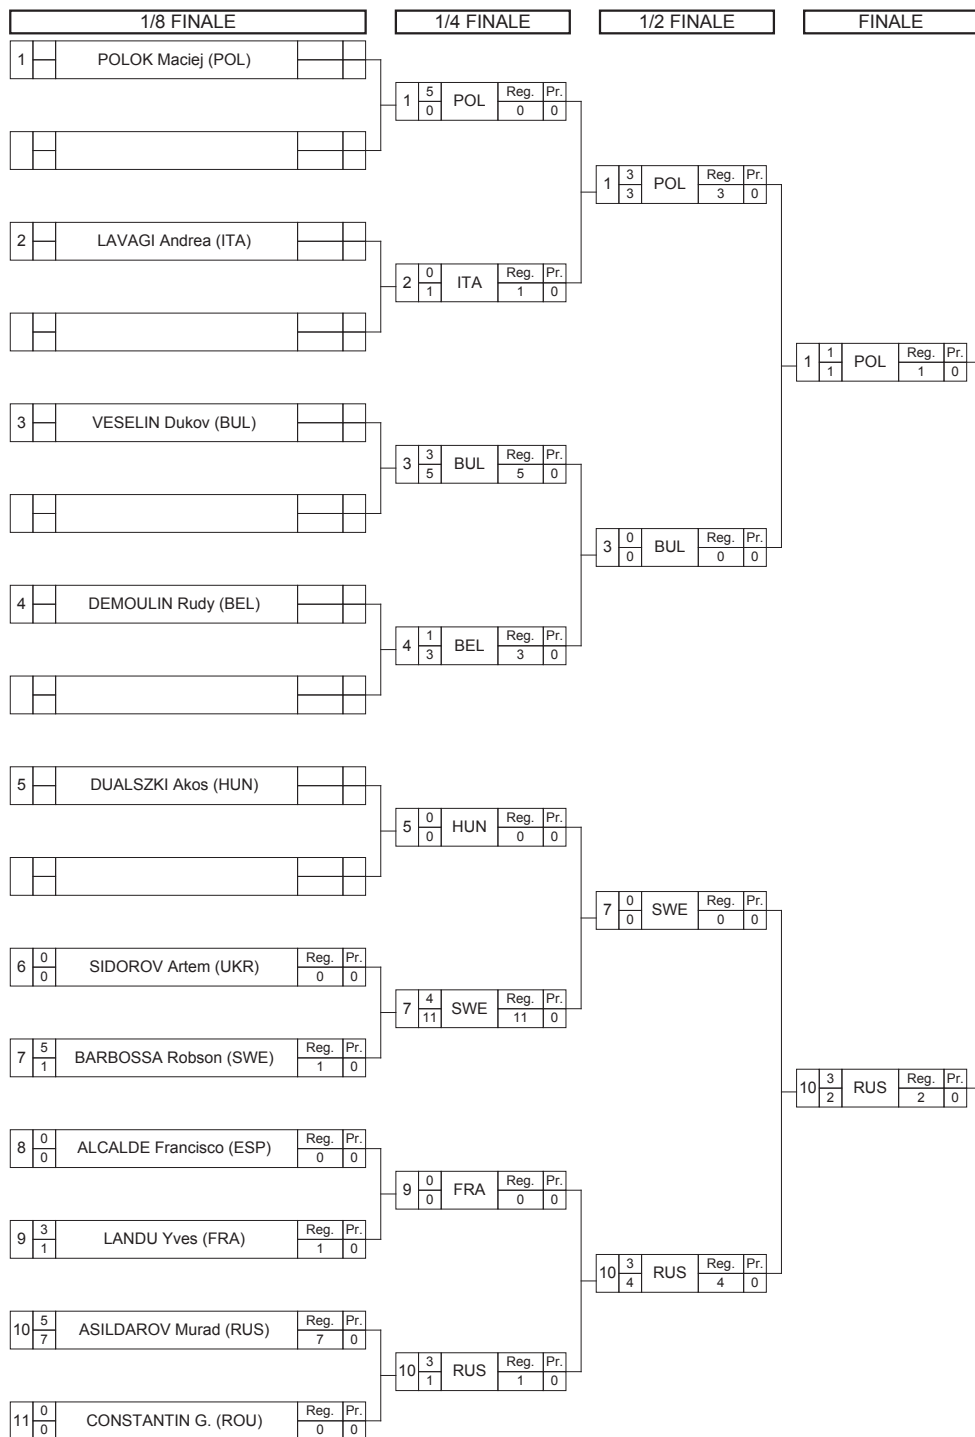 1/8 FINALE 1/4 FINALE 1/2 FINALE FINALE
1 POLOK Maciej (POL)
1 5 0 POL Reg. 0 Pr. 0
1 3 3 POL Reg. 3 Pr. 0
2 LAVAGI Andrea (ITA)
2 0 1 ITA Reg. 1 Pr. 0
1 1 1 POL Reg. 1 Pr. 0
3 VESELIN Dukov (BUL)
3 3 5 BUL Reg. 5 Pr. 0
3 0 0 BUL Reg. 0 Pr. 0
4 DEMOULIN Rudy (BEL)
4 1 3 BEL Reg. 3 Pr. 0
5 DUALSZKI Akos (HUN)
5 0 0 HUN Reg. 0 Pr. 0
7 0 0 SWE Reg. 0 Pr. 0
6 0 0 SIDOROV Artem (UKR) Reg. 0 Pr. 0
7 4 11 SWE Reg. 11 Pr. 0
7 5 1 BARBOSSA Robson (SWE) Reg. 1 Pr. 0
10 3 2 RUS Reg. 2 Pr. 0
8 0 0 ALCALDE Francisco (ESP) Reg. 0 Pr. 0
9 0 0 FRA Reg. 0 Pr. 0
9 3 1 LANDU Yves (FRA) Reg. 1 Pr. 0
10 3 4 RUS Reg. 4 Pr. 0
10 5 7 ASILDAROV Murad (RUS) Reg. 7 Pr. 0
10 3 1 RUS Reg. 1 Pr. 0
11 0 0 CONSTANTIN G. (ROU) Reg. 0 Pr. 0